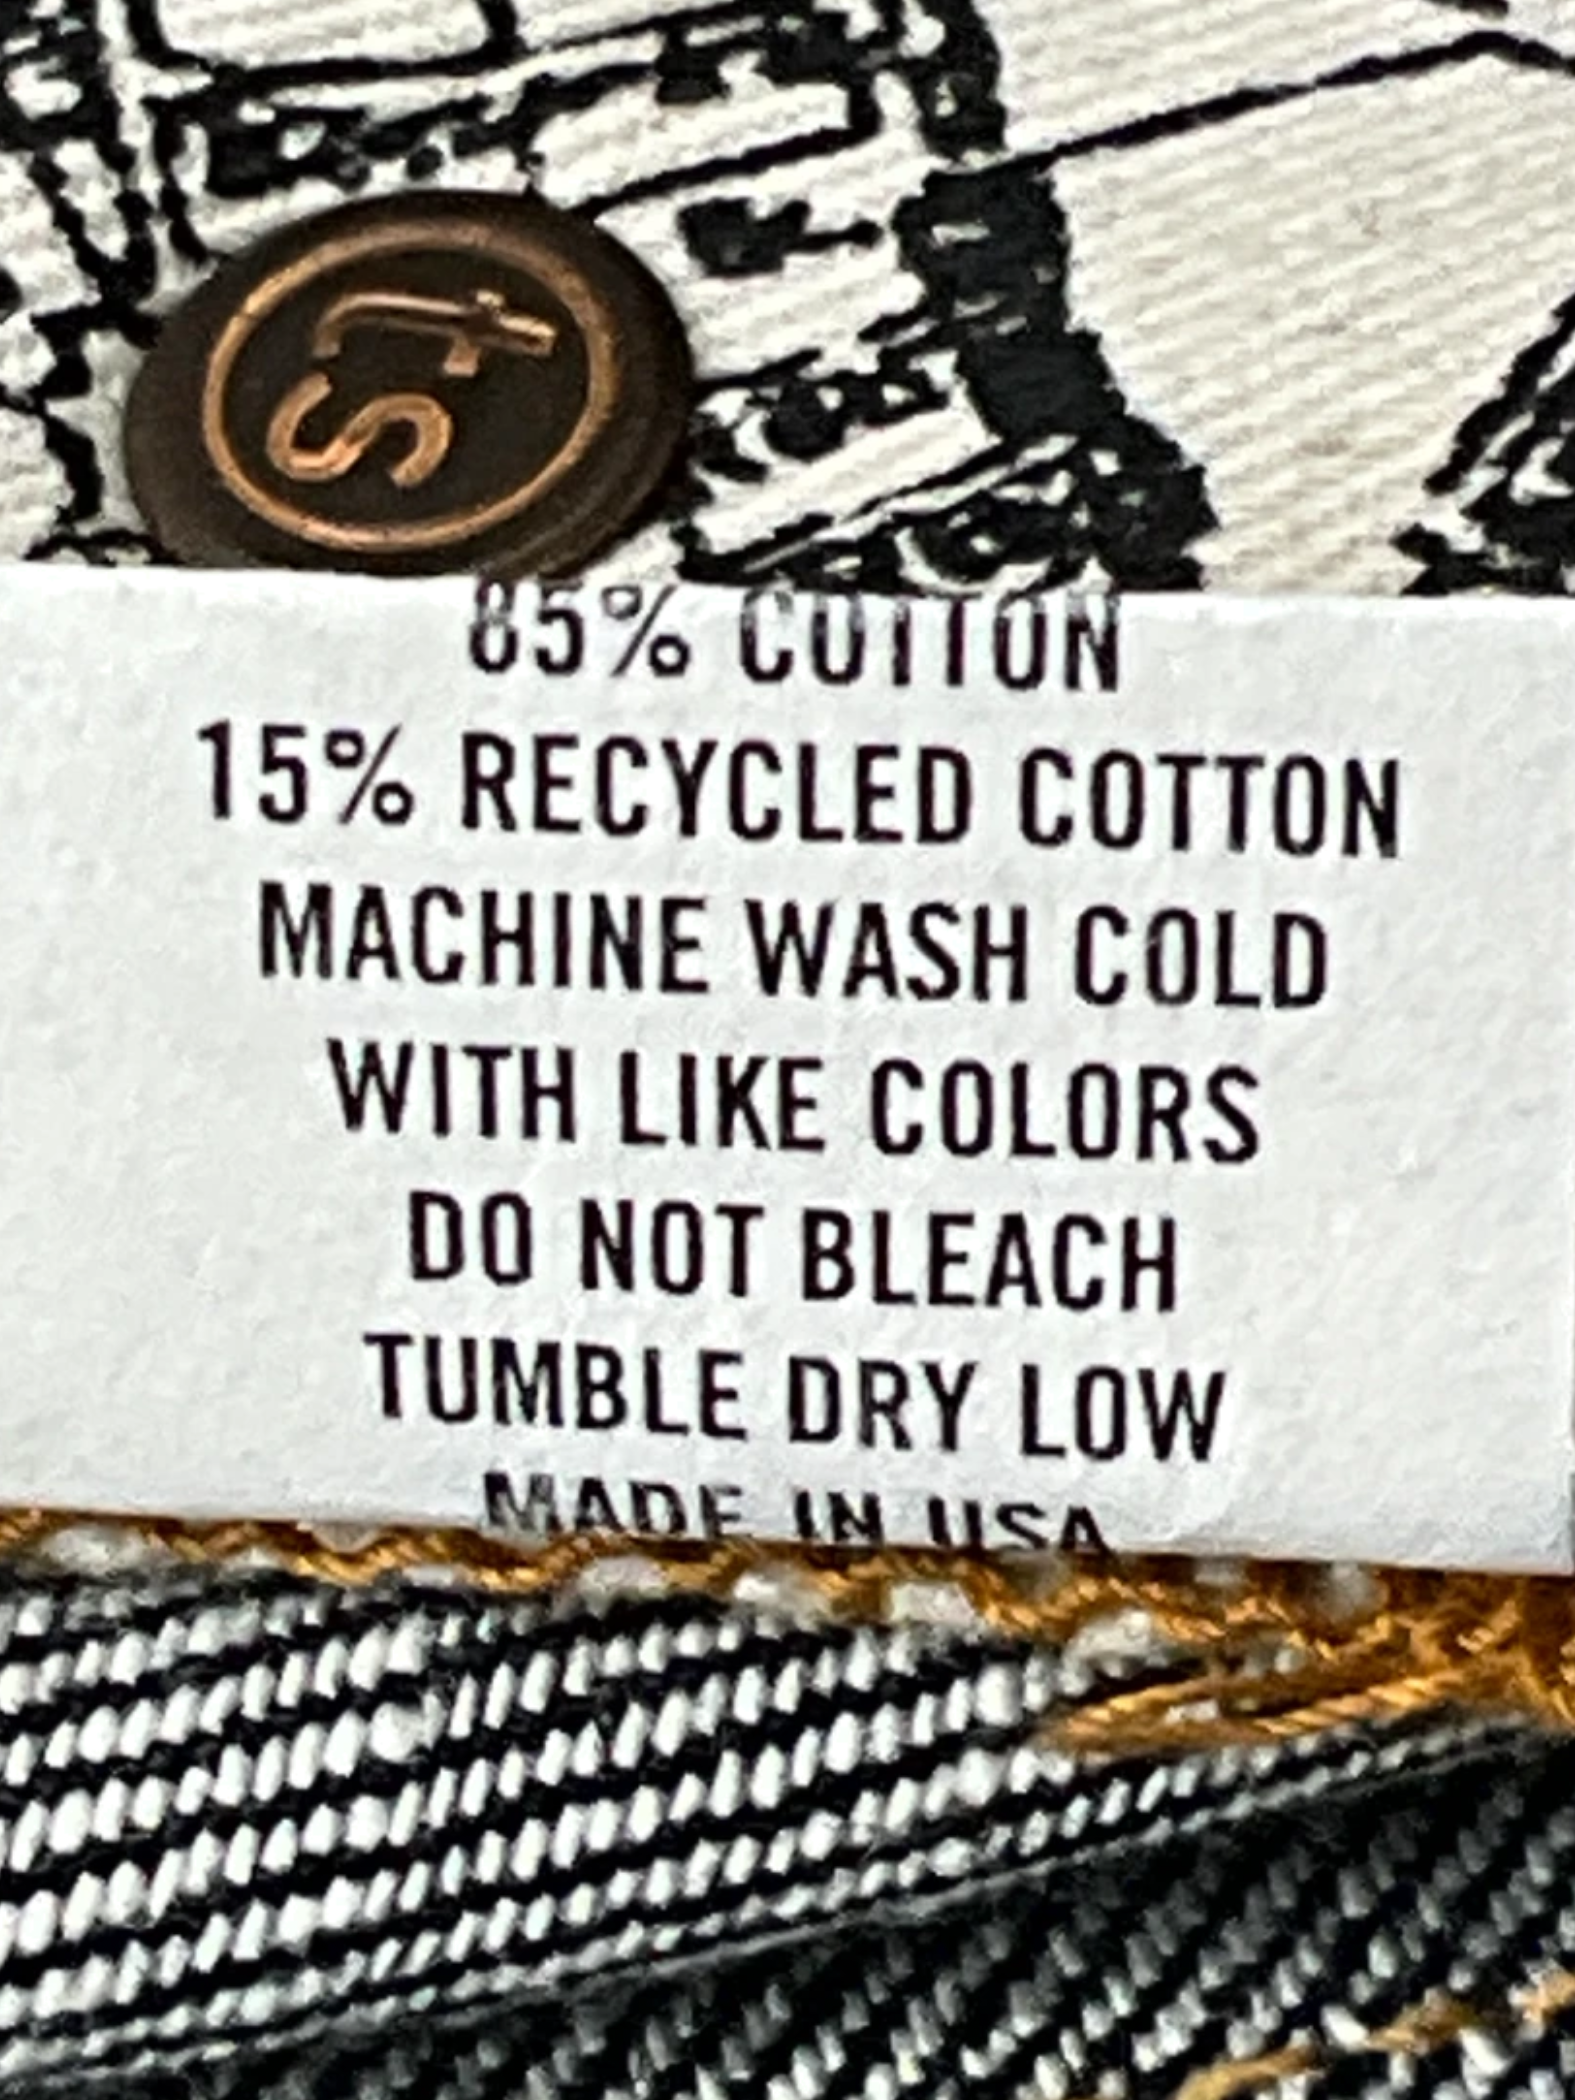 t.s
85% COTTON
15% RECYCLED COTTON
MACHINE WASH COLD
WITH LIKE COLORS
DO NOT BLEACH
TUMBLE DRY LOW
MADE IN USA